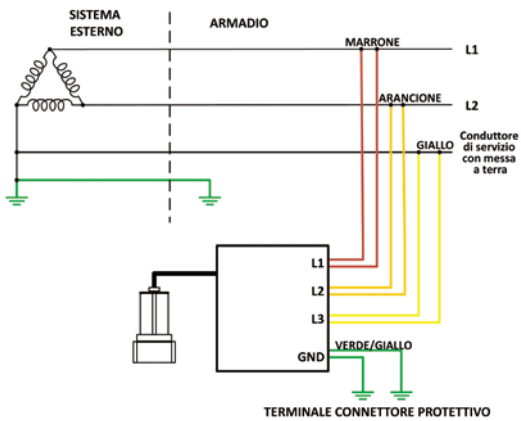 SISTEMA
ESTERNO
ARMADIO
MARRONE
L1
ARANCIONE
L2
GIALLO
Conduttore
di servizio
con messa
a terra
L1
L2
L3
GND
VERDE/GIALLO
TERMINALE CONNETTORE PROTETTIVO